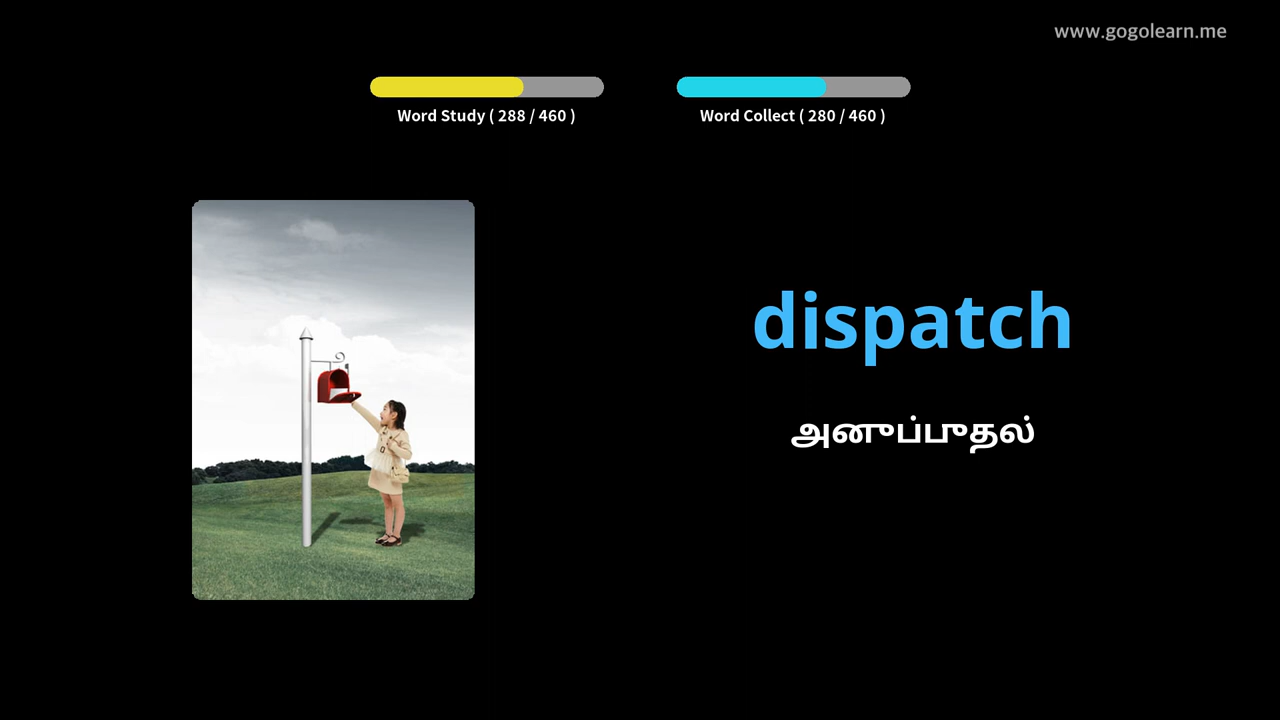 www.gogolearn.me
Word Study ( 288 / 460 )
Word Collect ( 280 / 460 )
dispatch
அனுப்புதல்